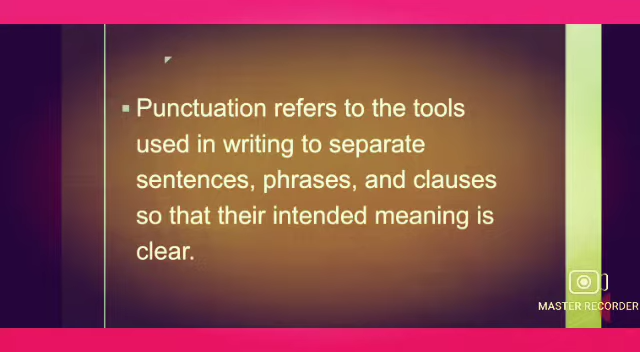 Punctuation refers to the tools
used in writing to separate
sentences, phrases, and clauses
so that their intended meaning is
clear.
MASTER RECORDER